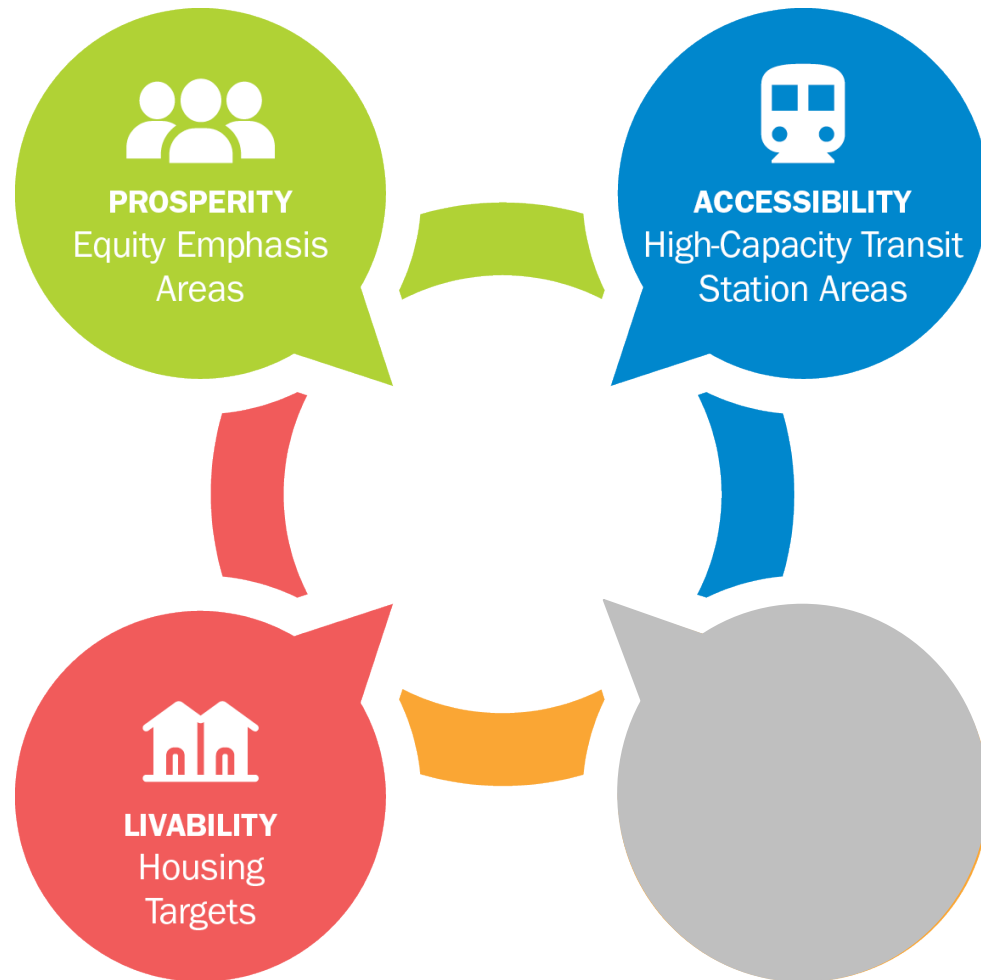 PROSPERITY
Equity Emphasis
Areas
ACCESSIBILITY
High-Capacity Transit
Station Areas
LIVABILITY
Housing
Targets